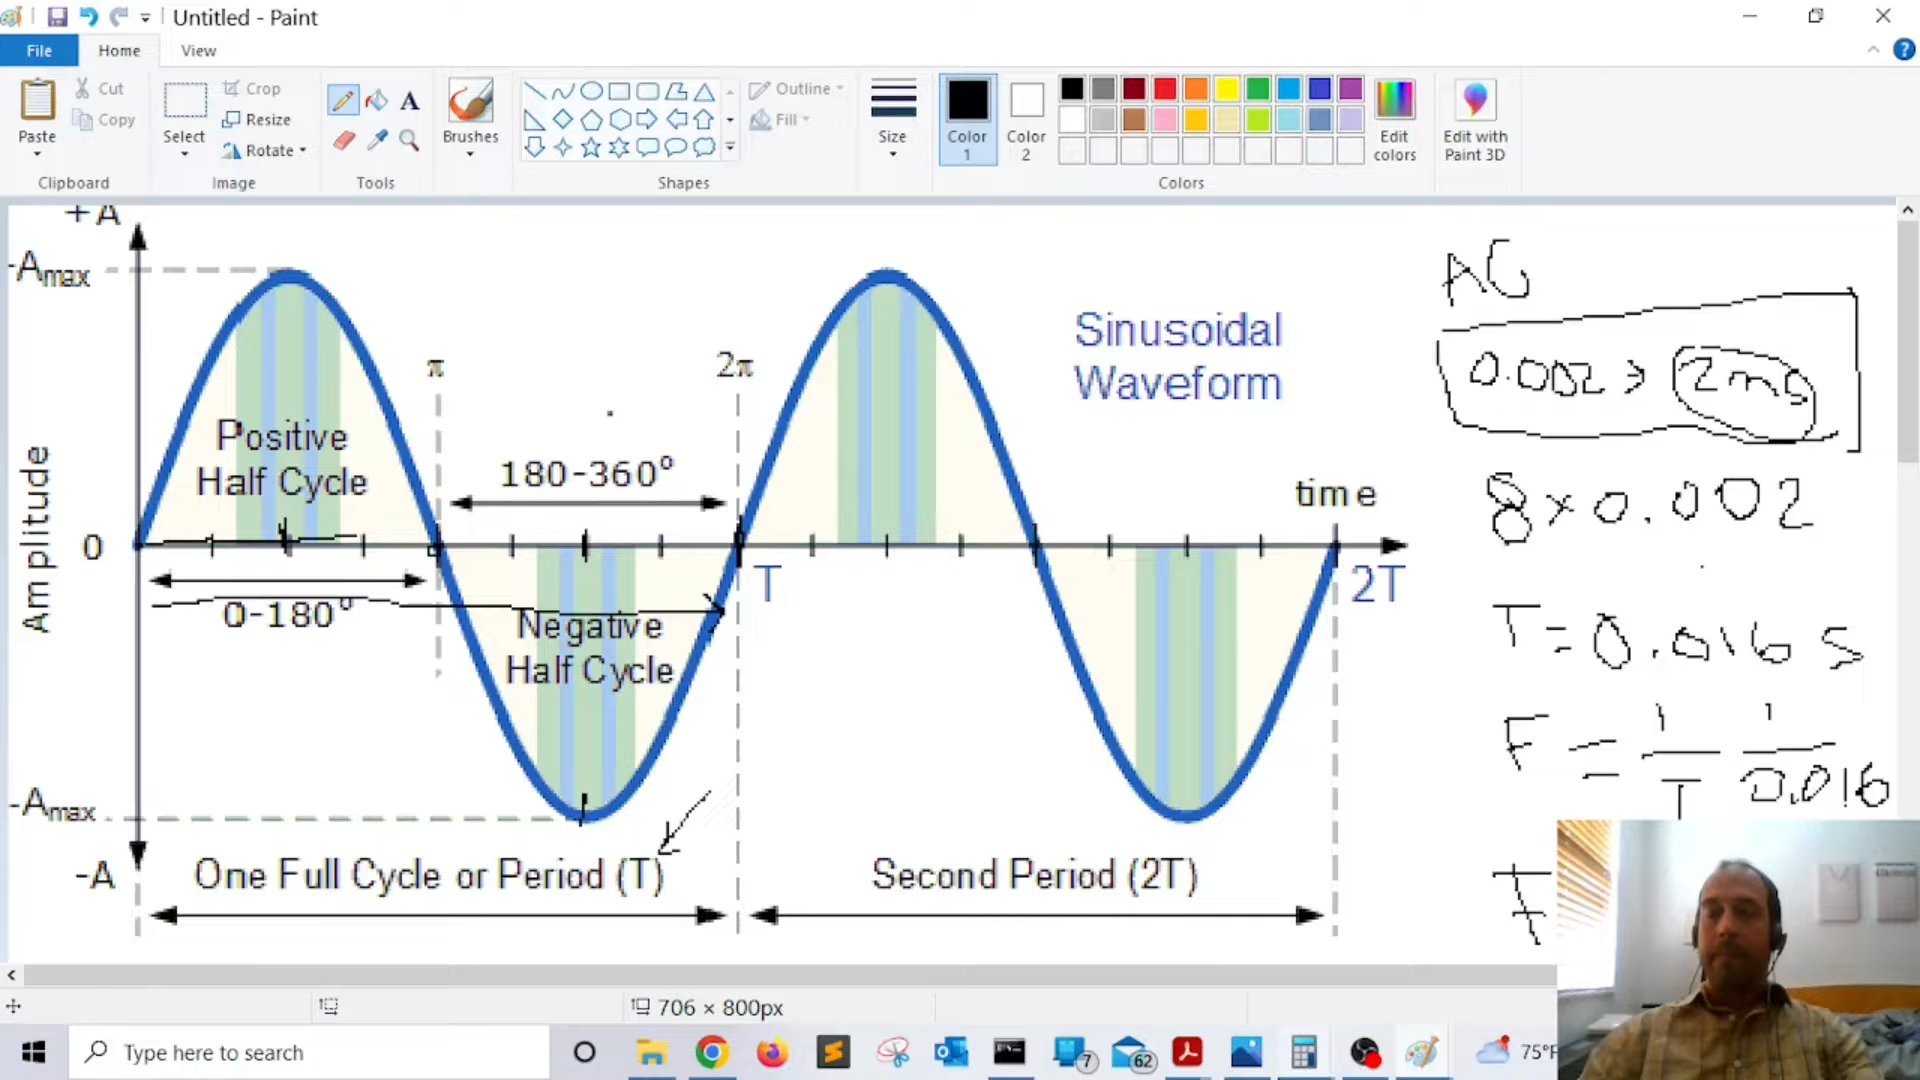 Untitled - Paint
File
Home
View
Paste
Cut
Copy
Clipboard
Select
Crop
Resize
Rotate
Image
A
Tools
Brushes
Shapes
Outline
Fill
Size
Color 1
Color 2
Colors
Edit colors
Edit with Paint 3D
+A
-Amax
π
2π
Sinusoidal
Waveform
Positive
Half Cycle
180-360°
time
Amplitude
0
0-180°
T
2T
Negative
Half Cycle
-Amax
-A
One Full Cycle or Period (T)
Second Period (2T)
AC
0.002 > 2ms
8 x 0.002
T = 0.016 s
F = 1/T 1/0.016
706 × 800px
Type here to search
7
62
75°F